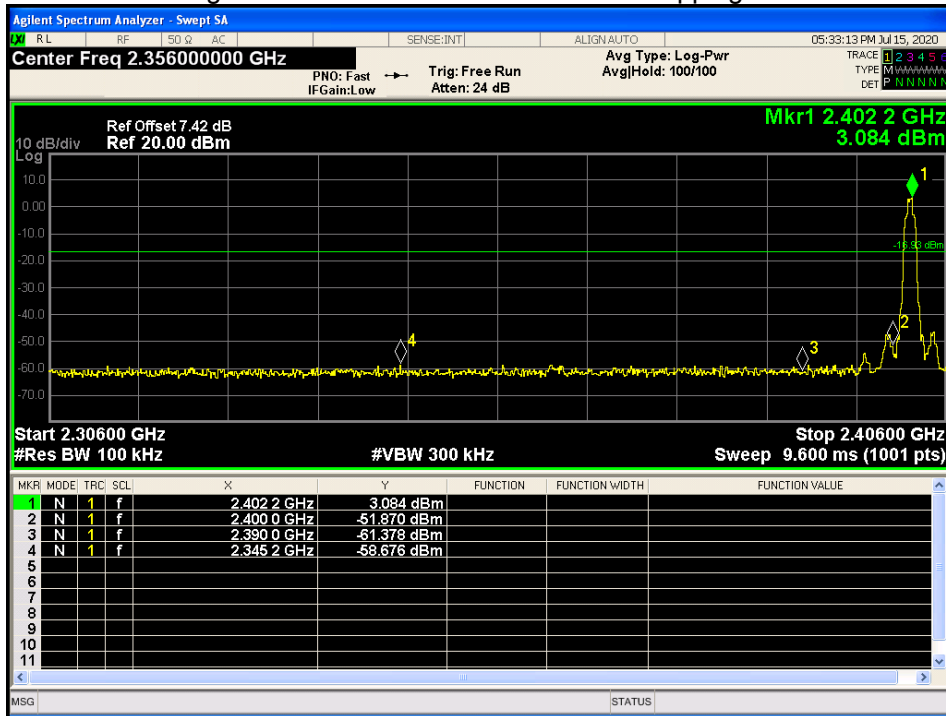 Agilent Spectrum Analyzer - Swept SA
LXI RL RF 50 Ω AC SENSE:INT ALIGN AUTO 05:33:13 PM Jul 15, 2020
Center Freq 2.356000000 GHz
PNO: Fast Trig: Free Run Avg Type: Log-Pwr TRACE 1 2 3 4 5 6
IFGain:Low Atten: 24 dB Avg|Hold: 100/100 TYPE M
DET P N N N N N
Ref Offset 7.42 dB Mkr1 2.402 2 GHz
10 dB/div Ref 20.00 dBm 3.084 dBm
Log
10.0
0.00
-10.0
-20.0
-30.0
-40.0
-50.0
-60.0
-70.0
1
-16.93 dBm
2
3
4
Start 2.30600 GHz Stop 2.40600 GHz
#Res BW 100 kHz #VBW 300 kHz Sweep 9.600 ms (1001 pts)
MKR MODE TRC SCL X Y FUNCTION FUNCTION WIDTH FUNCTION VALUE
1 N 1 f 2.402 2 GHz 3.084 dBm
2 N 1 f 2.400 0 GHz -51.870 dBm
3 N 1 f 2.390 0 GHz -61.378 dBm
4 N 1 f 2.345 2 GHz -58.676 dBm
5
6
7
8
9
10
11
MSG STATUS